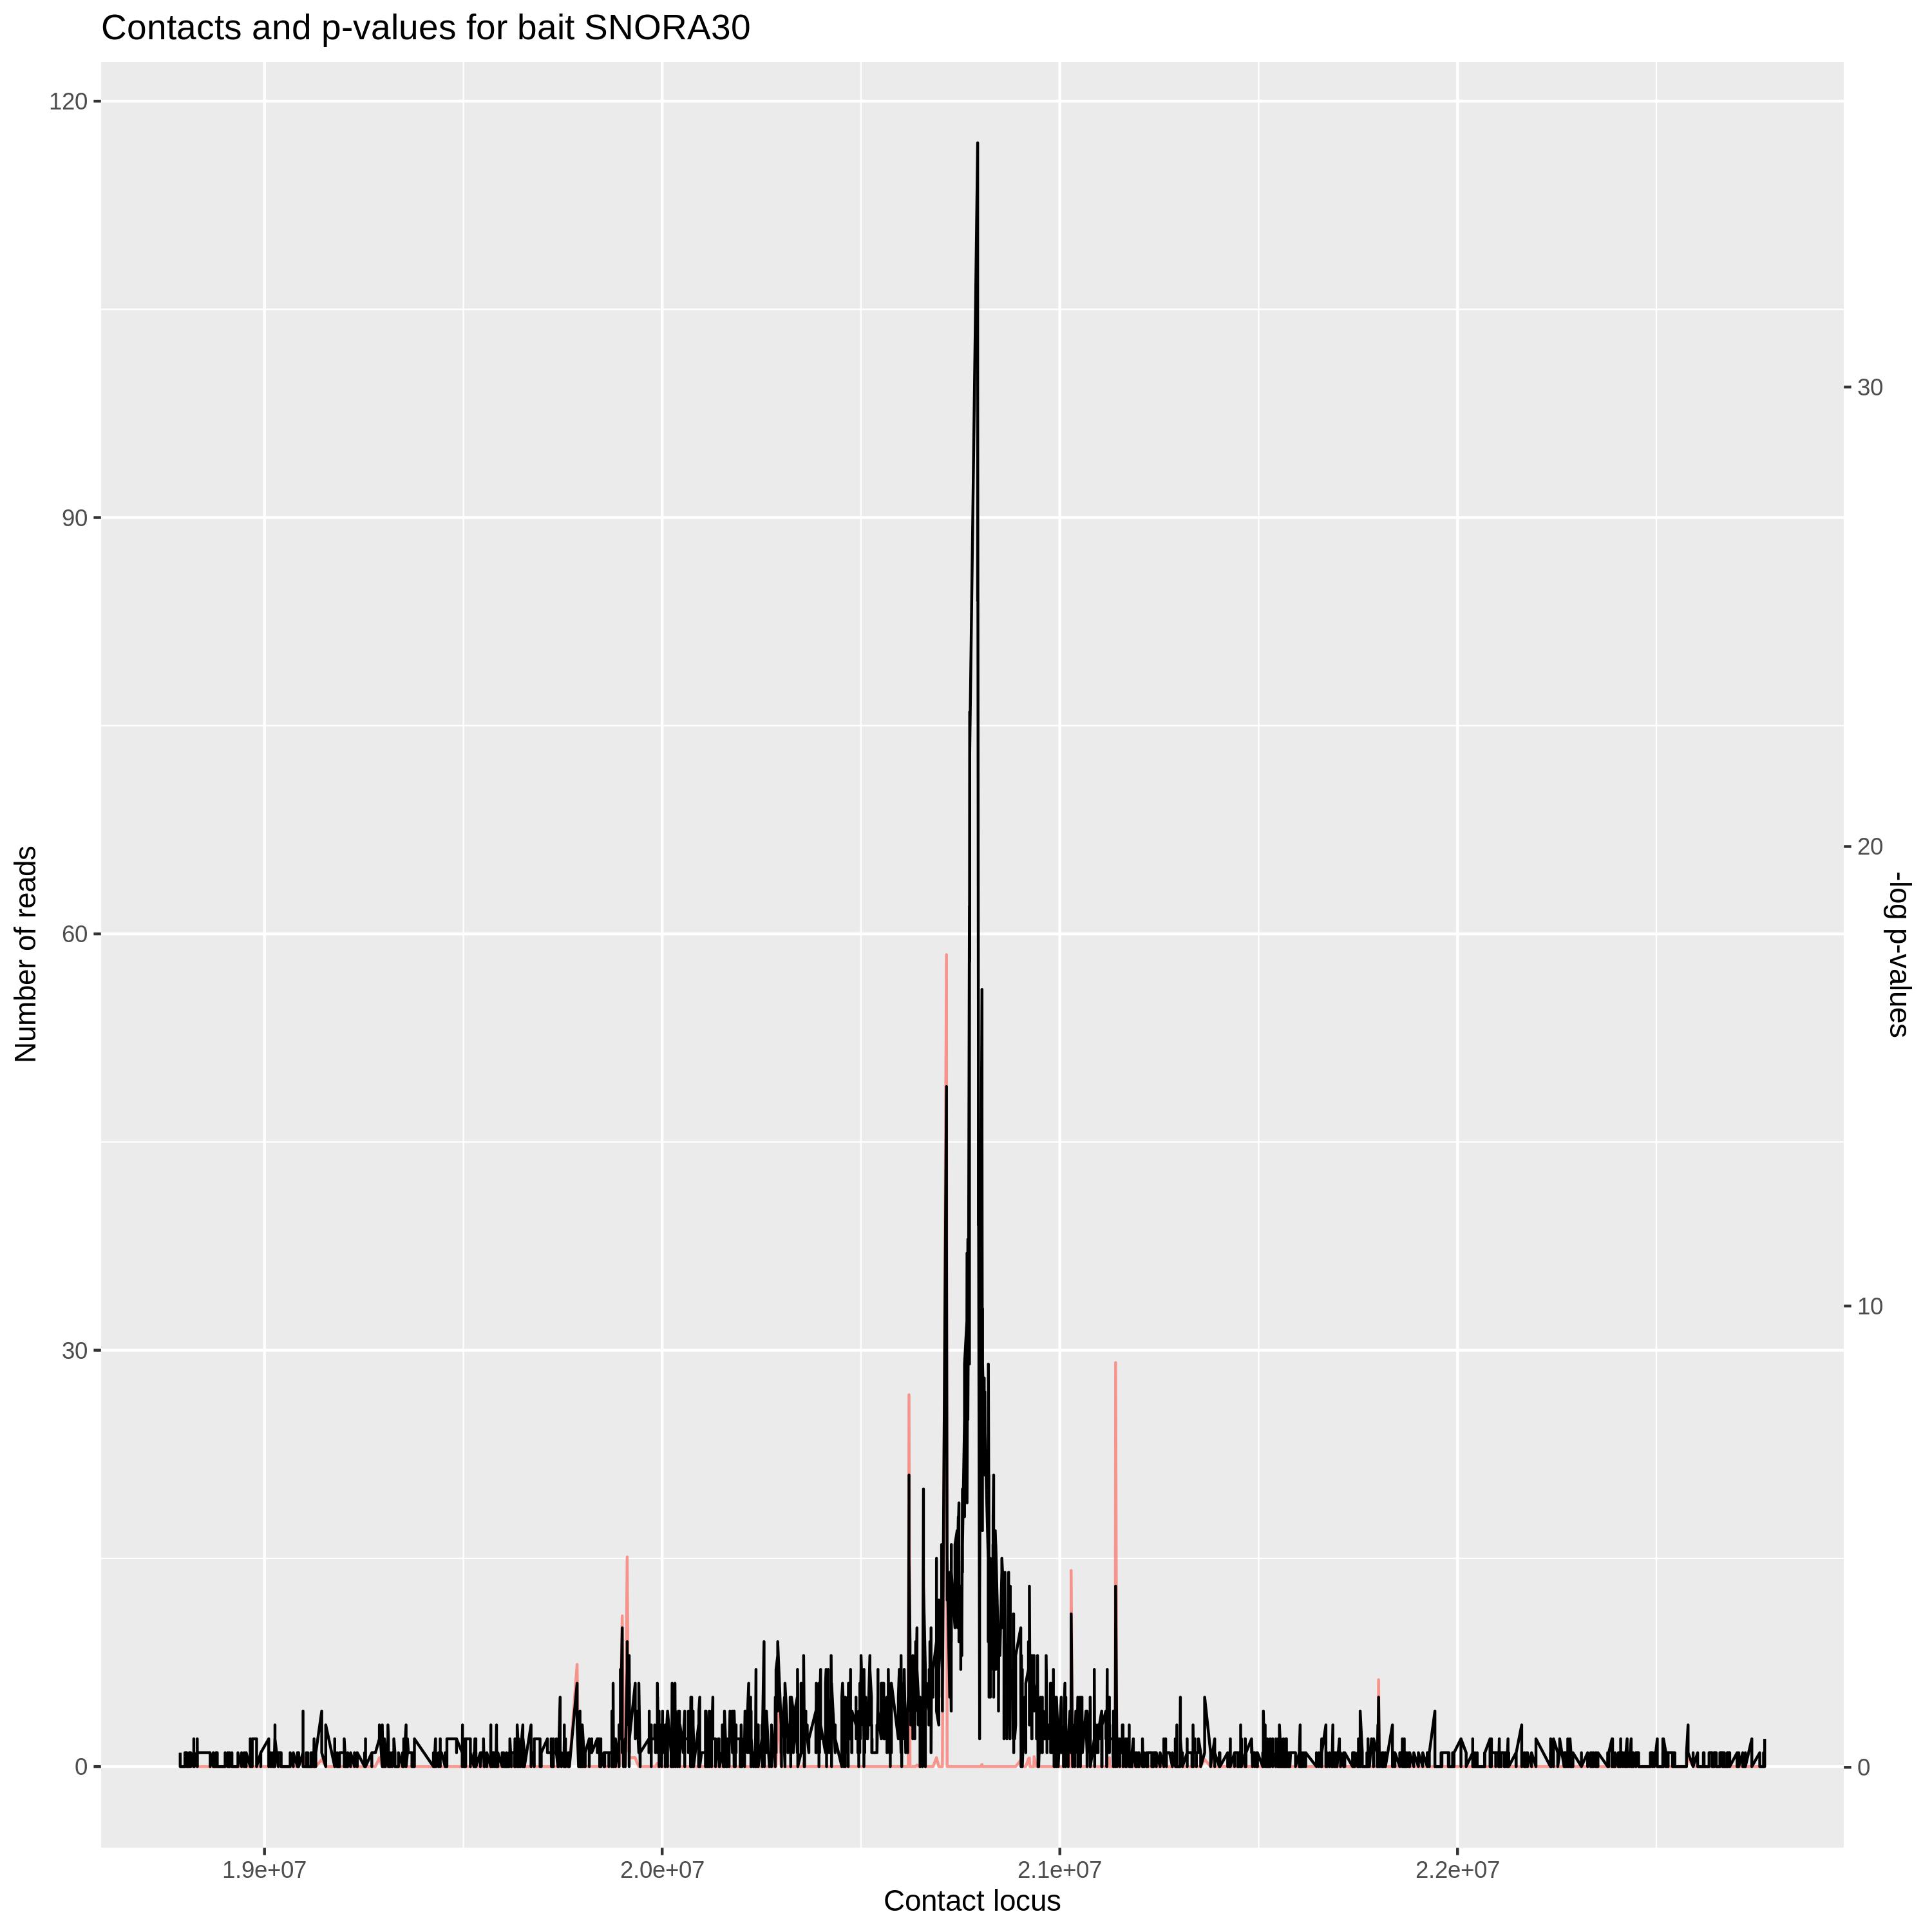 Contacts and p-values for bait SNORA30
120
90
60
30
0
Number of reads
30
20
10
0
-log p-values
1.9e+07
2.0e+07
2.1e+07
2.2e+07
Contact locus